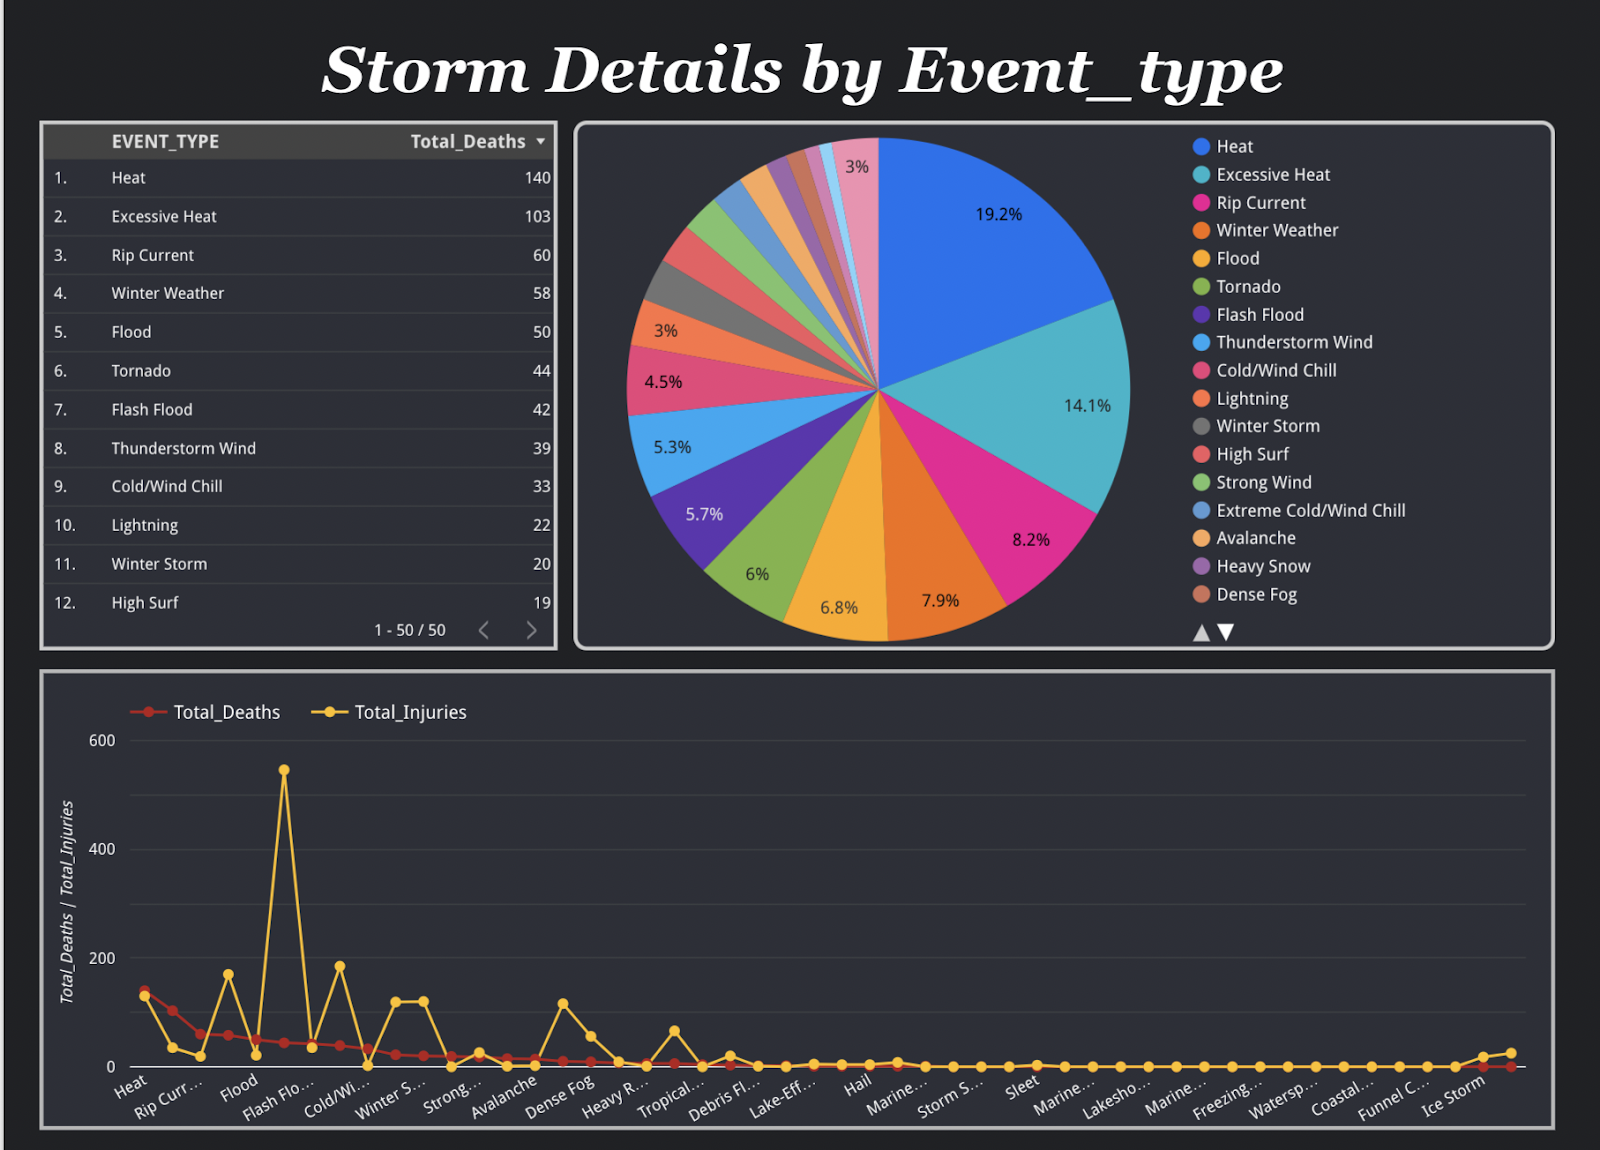 Storm Details by Event_type
EVENT_TYPE Total_Deaths
1. Heat 140
2. Excessive Heat 103
3. Rip Current 60
4. Winter Weather 58
5. Flood 50
6. Tornado 44
7. Flash Flood 42
8. Thunderstorm Wind 39
9. Cold/Wind Chill 33
10. Lightning 22
11. Winter Storm 20
12. High Surf 19
1 - 50 / 50
3%
19.2%
14.1%
8.2%
7.9%
6.8%
6%
5.7%
5.3%
4.5%
3%
Heat
Excessive Heat
Rip Current
Winter Weather
Flood
Tornado
Flash Flood
Thunderstorm Wind
Cold/Wind Chill
Lightning
Winter Storm
High Surf
Strong Wind
Extreme Cold/Wind Chill
Avalanche
Heavy Snow
Dense Fog
Total_Deaths Total_Injuries
Total_Deaths | Total_Injuries
600
400
200
0
Heat
Rip Curr...
Flood
Flash Flo...
Cold/Wi...
Winter S...
Strong...
Avalanche
Dense Fog
Heavy R...
Tropical...
Debris Fl...
Lake-Eff...
Hail
Marine...
Storm S...
Sleet
Marine...
Lakesho...
Marine...
Freezing...
Watersp...
Coastal...
Funnel C...
Ice Storm